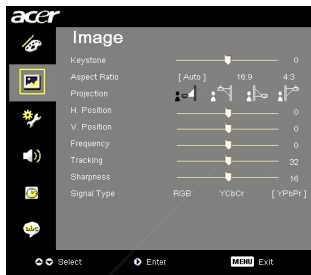 acer
Image
Keystone 0
Aspect Ratio [ Auto ] 16:9 4:3
Projection
H. Position 0
V. Position 0
Frequency 0
Tracking 32
Sharpness 16
Signal Type RGB YCbCr [ YPbPr ]
abc
Select Enter MENU Exit